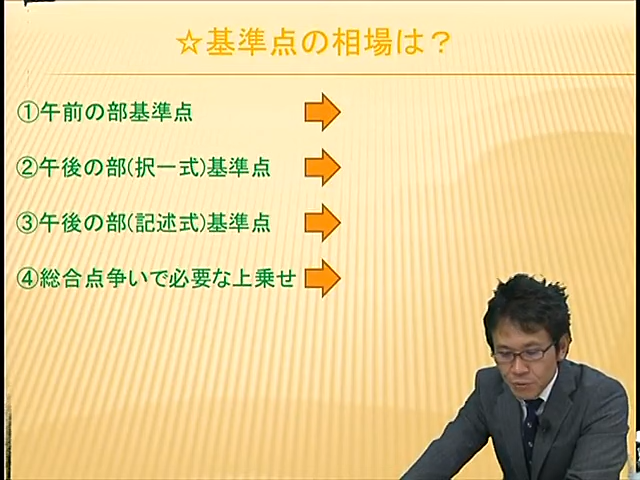 ☆基準点の相場は？
①午前の部基準点
②午後の部(択一式)基準点
③午後の部(記述式)基準点
④総合点争いで必要な上乗せ